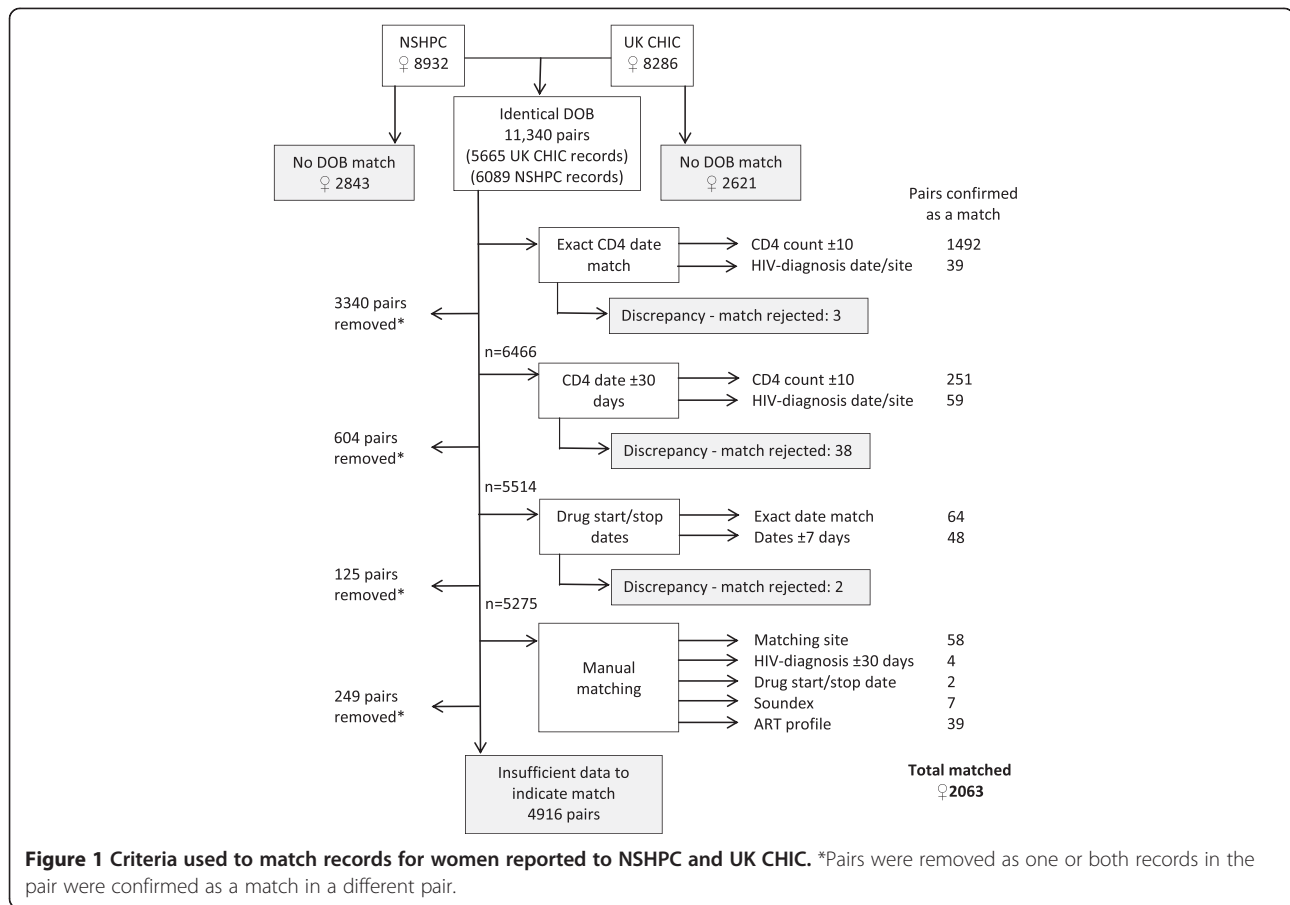 NSHPC
♀ 8932
UK CHIC
♀ 8286
Identical DOB
11,340 pairs
(5665 UK CHIC records)
(6089 NSHPC records)
No DOB match
♀ 2843
No DOB match
♀ 2621
Pairs confirmed
as a match
Exact CD4 date
match
CD4 count ±10 1492
HIV-diagnosis date/site 39
3340 pairs
removed*
Discrepancy - match rejected: 3
n=6466
CD4 date ±30
days
CD4 count ±10 251
HIV-diagnosis date/site 59
604 pairs
removed*
Discrepancy - match rejected: 38
n=5514
Drug start/stop
dates
Exact date match 64
Dates ±7 days 48
125 pairs
removed*
Discrepancy - match rejected: 2
n=5275
Manual
matching
Matching site 58
HIV-diagnosis ±30 days 4
Drug start/stop date 2
Soundex 7
ART profile 39
249 pairs
removed*
Insufficient data to
indicate match
4916 pairs
Total matched
♀2063
Figure 1 Criteria used to match records for women reported to NSHPC and UK CHIC. *Pairs were removed as one or both records in the
pair were confirmed as a match in a different pair.